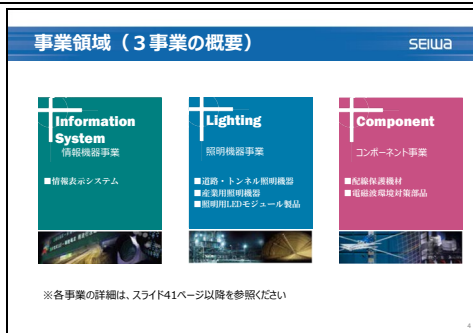 事業領域（３事業の概要）
SEIWA
Information
System
情報機器事業
■情報表示システム
Lighting
照明機器事業
■道路・トンネル照明機器
■産業用照明機器
■照明用LEDモジュール製品
Component
コンポーネント事業
■配線保護機材
■電磁波環境対策部品
※各事業の詳細は、スライド41ページ以降を参照ください
4